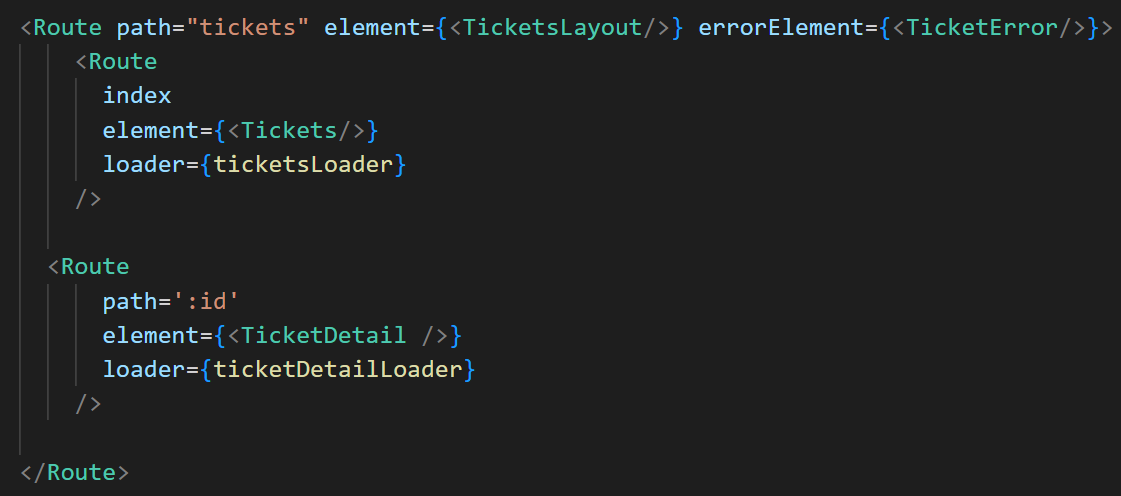 <Route path="tickets" element={<TicketsLayout/>} errorElement={<TicketError/>}>
    <Route
      index
      element={<Tickets/>}
      loader={ticketsLoader}
    />

  <Route
      path=':id'
      element={<TicketDetail />}
      loader={ticketDetailLoader}
    />

</Route>